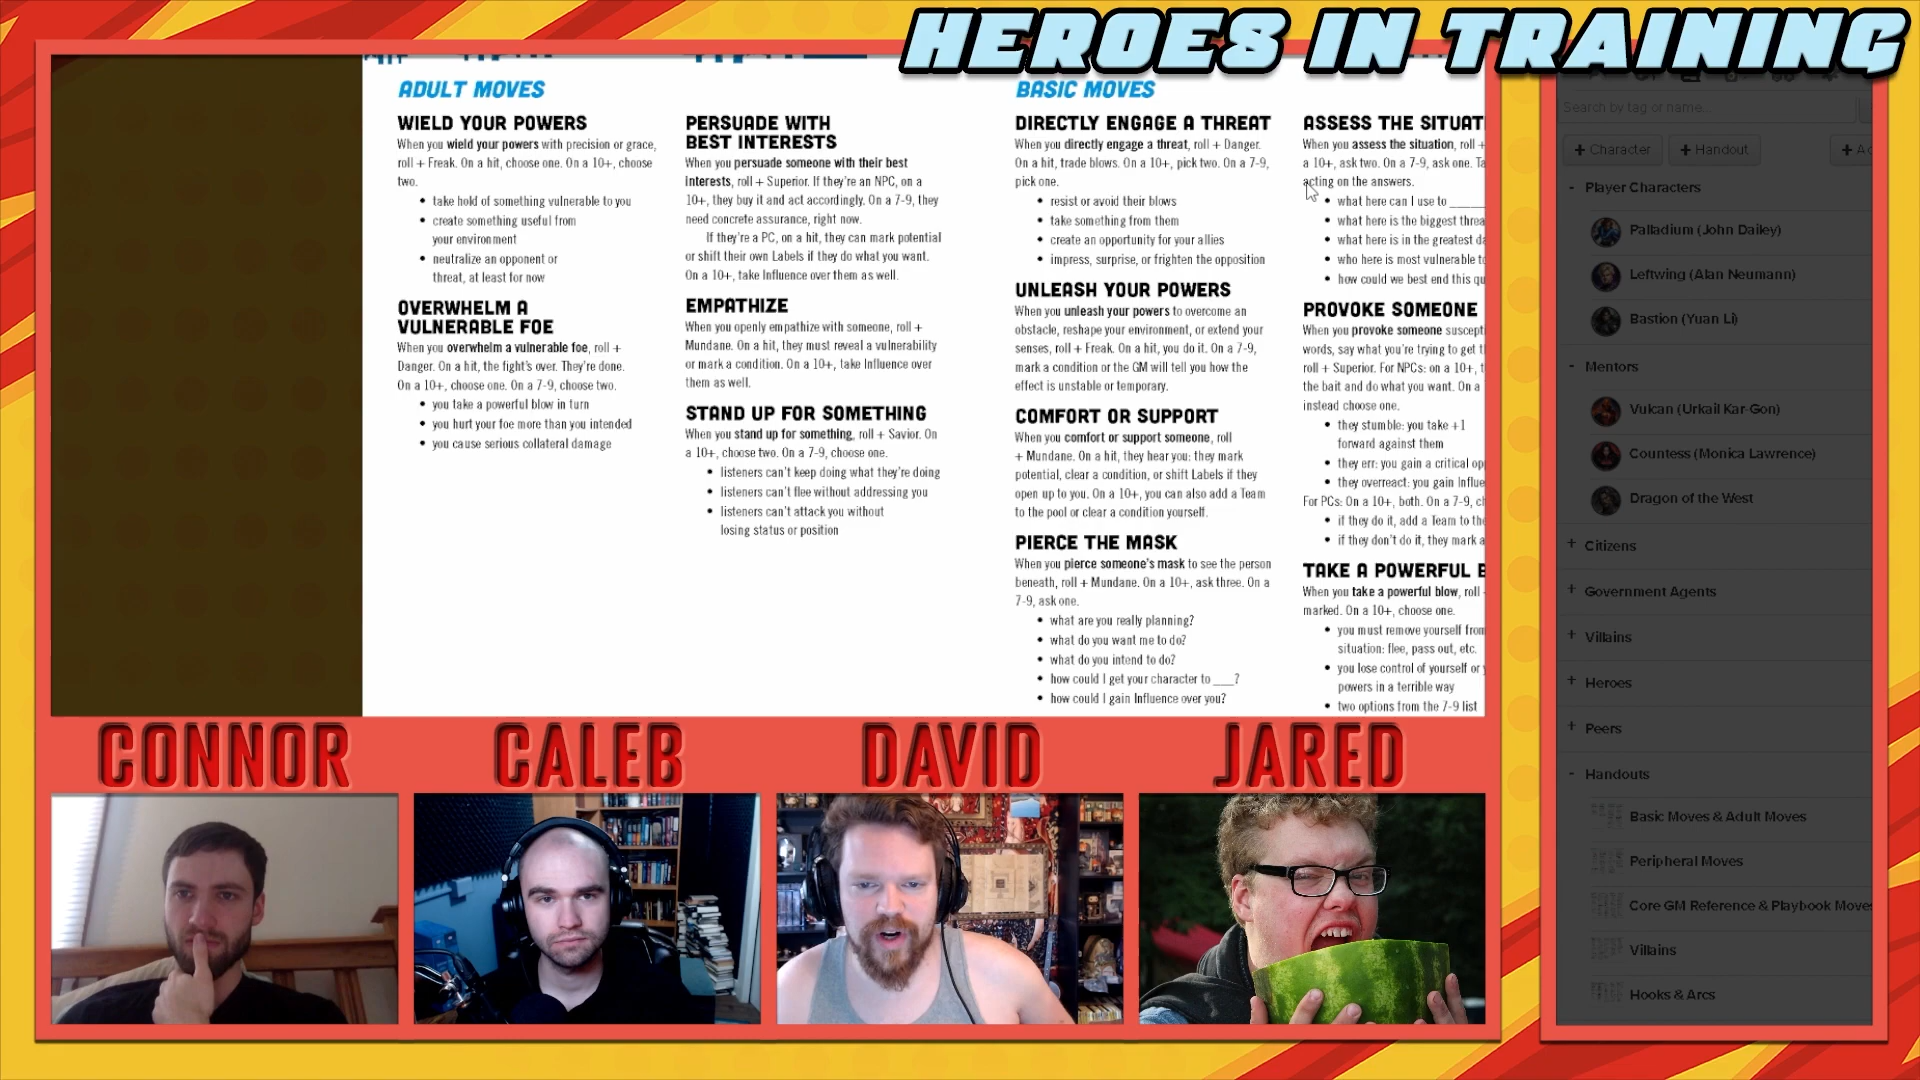 HEROES IN TRAINING
ADULT MOVES
WIELD YOUR POWERS
When you wield your powers with precision or grace,
roll + Freak. On a hit, choose one. On a 10+, choose
two.
• take hold of something vulnerable to you
• create something useful from
your environment
• neutralize an opponent or
threat, at least for now
OVERWHELM A
VULNERABLE FOE
When you overwhelm a vulnerable foe, roll +
Danger. On a hit, the fight's over. They're done.
On a 10+, choose one. On a 7-9, choose two.
• you take a powerful blow in turn
• you hurt your foe more than you intended
• you cause serious collateral damage
PERSUADE WITH
BEST INTERESTS
When you persuade someone with their best
interests, roll + Superior. If they're an NPC, on a
10+, they buy it and act accordingly. On a 7-9, they
need concrete assurance, right now.
If they're a PC, on a hit, they can mark potential
or shift their own Labels if they do what you want.
On a 10+, take Influence over them as well.
EMPATHIZE
When you openly empathize with someone, roll +
Mundane. On a hit, they must reveal a vulnerability
or mark a condition. On a 10+, take Influence over
them as well.
STAND UP FOR SOMETHING
When you stand up for something, roll + Savior. On
a 10+, choose two. On a 7-9, choose one.
• listeners can't keep doing what they're doing
• listeners can't flee without addressing you
• listeners can't attack you without
losing status or position
BASIC MOVES
DIRECTLY ENGAGE A THREAT
When you directly engage a threat, roll + Danger.
On a hit, trade blows. On a 10+, pick two. On a 7-9,
pick one.
• resist or avoid their blows
• take something from them
• create an opportunity for your allies
• impress, surprise, or frighten the opposition
UNLEASH YOUR POWERS
When you unleash your powers to overcome an
obstacle, reshape your environment, or extend your
senses, roll + Freak. On a hit, you do it. On a 7-9,
mark a condition or the GM will tell you how the
effect is unstable or temporary.
COMFORT OR SUPPORT
When you comfort or support someone, roll
+ Mundane. On a hit, they hear you: they mark
potential, clear a condition, or shift Labels if they
open up to you. On a 10+, you can also add a Team
to the pool or clear a condition yourself.
PIERCE THE MASK
When you pierce someone's mask to see the person
beneath, roll + Mundane. On a 10+, ask three. On a
7-9, ask one.
• what are you really planning?
• what do you want me to do?
• what do you intend to do?
• how could I get your character to ___?
• how could I gain Influence over you?
ASSESS THE SITUAT
When you assess the situation, roll +
a 10+, ask two. On a 7-9, ask one. Ta
acting on the answers.
• what here can I use to _____
• what here is the biggest threa
• what here is in the greatest da
• who here is most vulnerable to
• how could we best end this qu
PROVOKE SOMEONE
When you provoke someone suscepti
words, say what you're trying to get t
roll + Superior. For NPCs: on a 10+, t
the bait and do what you want. On a
instead choose one.
• they stumble: you take +1
forward against them
• they err: you gain a critical op
• they overreact: you gain Influe
For PCs: On a 10+, both. On a 7-9, ch
• if they do it, add a Team to the
• if they don't do it, they mark a
TAKE A POWERFUL B
When you take a powerful blow, roll
marked. On a 10+, choose one.
• you must remove yourself from
situation: flee, pass out, etc.
• you lose control of yourself or y
powers in a terrible way
• two options from the 7-9 list
Search by tag or name...
+ Character
+ Handout
+ Ad
- Player Characters
Palladium (John Dailey)
Leftwing (Alan Neumann)
Bastion (Yuan Li)
- Mentors
Vulcan (Urkail Kar-Gon)
Countess (Monica Lawrence)
Dragon of the West
+ Citizens
+ Government Agents
+ Villains
+ Heroes
+ Peers
- Handouts
Basic Moves & Adult Moves
Peripheral Moves
Core GM Reference & Playbook Moves
Villains
Hooks & Arcs
CONNOR
CALEB
DAVID
JARED